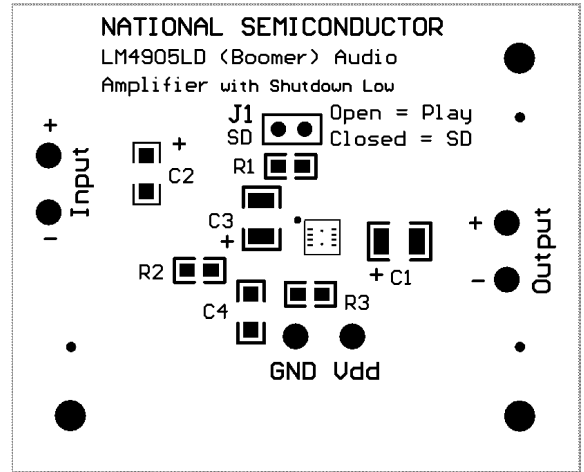 NATIONAL SEMICONDUCTOR
LM4905LD (Boomer) Audio
Amplifier with Shutdown Low
J1 Open = Play
SD Closed = SD
+
+
R1
C2
Input
-
C3
+
+
Output
-
R2
+ C1
C4
R3
GND Vdd